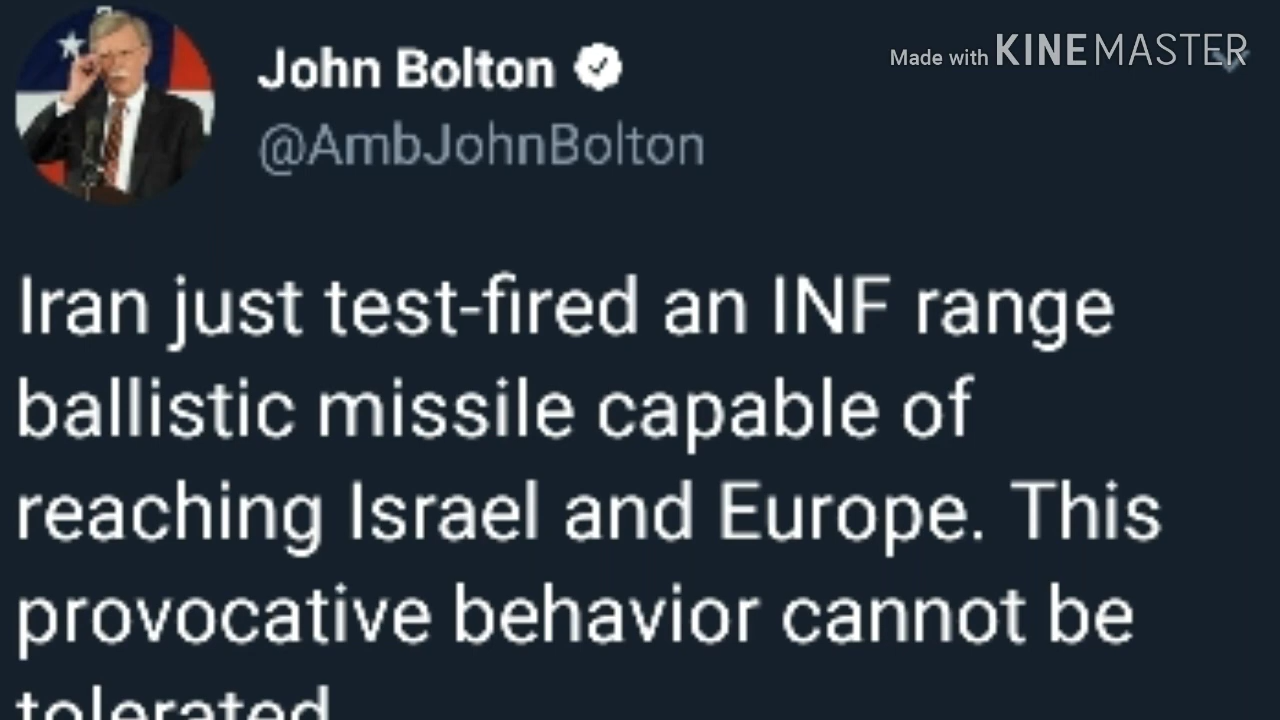 John Bolton
Made with KINEMASTER
@AmbJohnBolton
Iran just test-fired an INF range
ballistic missile capable of
reaching Israel and Europe. This
provocative behavior cannot be
tolerated